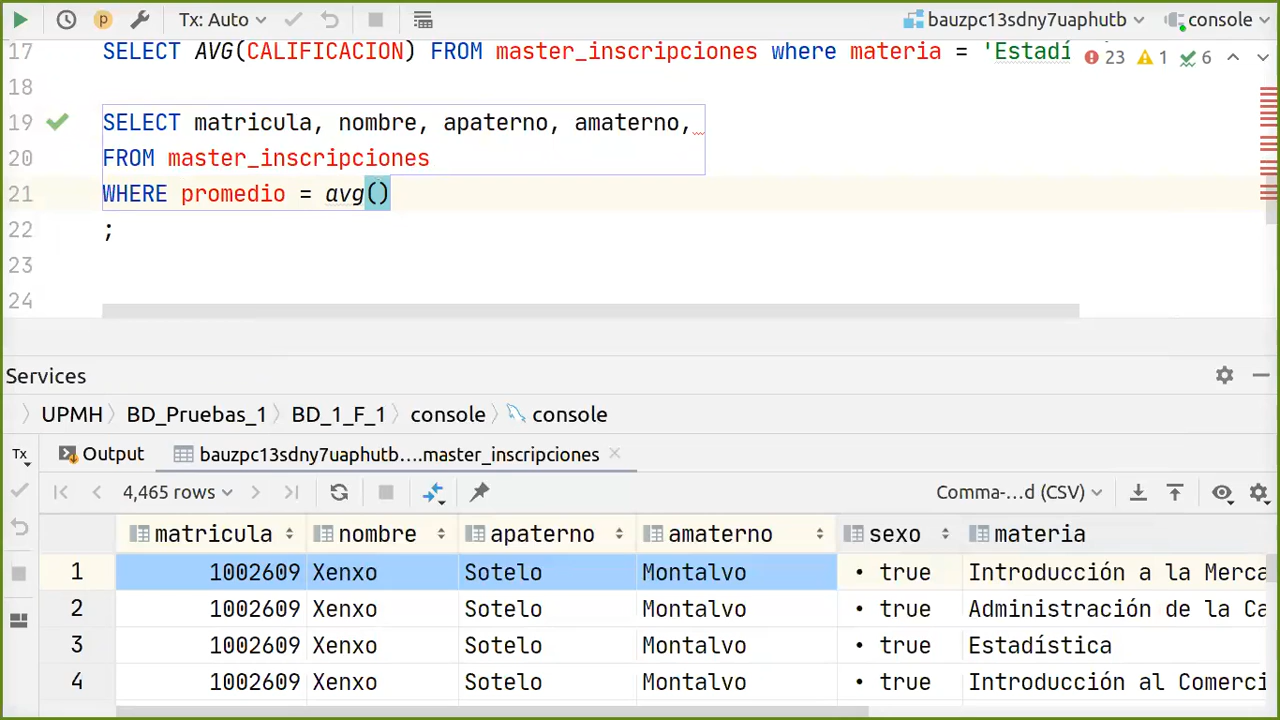 Tx: Auto bauzpc13sdny7uaphutb console
17 SELECT AVG(CALIFICACION) FROM master_inscripciones where materia = 'Estadí 23 1 6
18
19 SELECT matricula, nombre, apaterno, amaterno,
20 FROM master_inscripciones
21 WHERE promedio = avg()
22 ;
23
24
Services
UPMH BD_Pruebas_1 BD_1_F_1 console console
Tx Output bauzpc13sdny7uaphutb....master_inscripciones
4,465 rows Comma-...d (CSV)
matricula nombre apaterno amaterno sexo materia
1 1002609 Xenxo Sotelo Montalvo • true Introducción a la Merca
2 1002609 Xenxo Sotelo Montalvo • true Administración de la Ca
3 1002609 Xenxo Sotelo Montalvo • true Estadística
4 1002609 Xenxo Sotelo Montalvo • true Introducción al Comerci